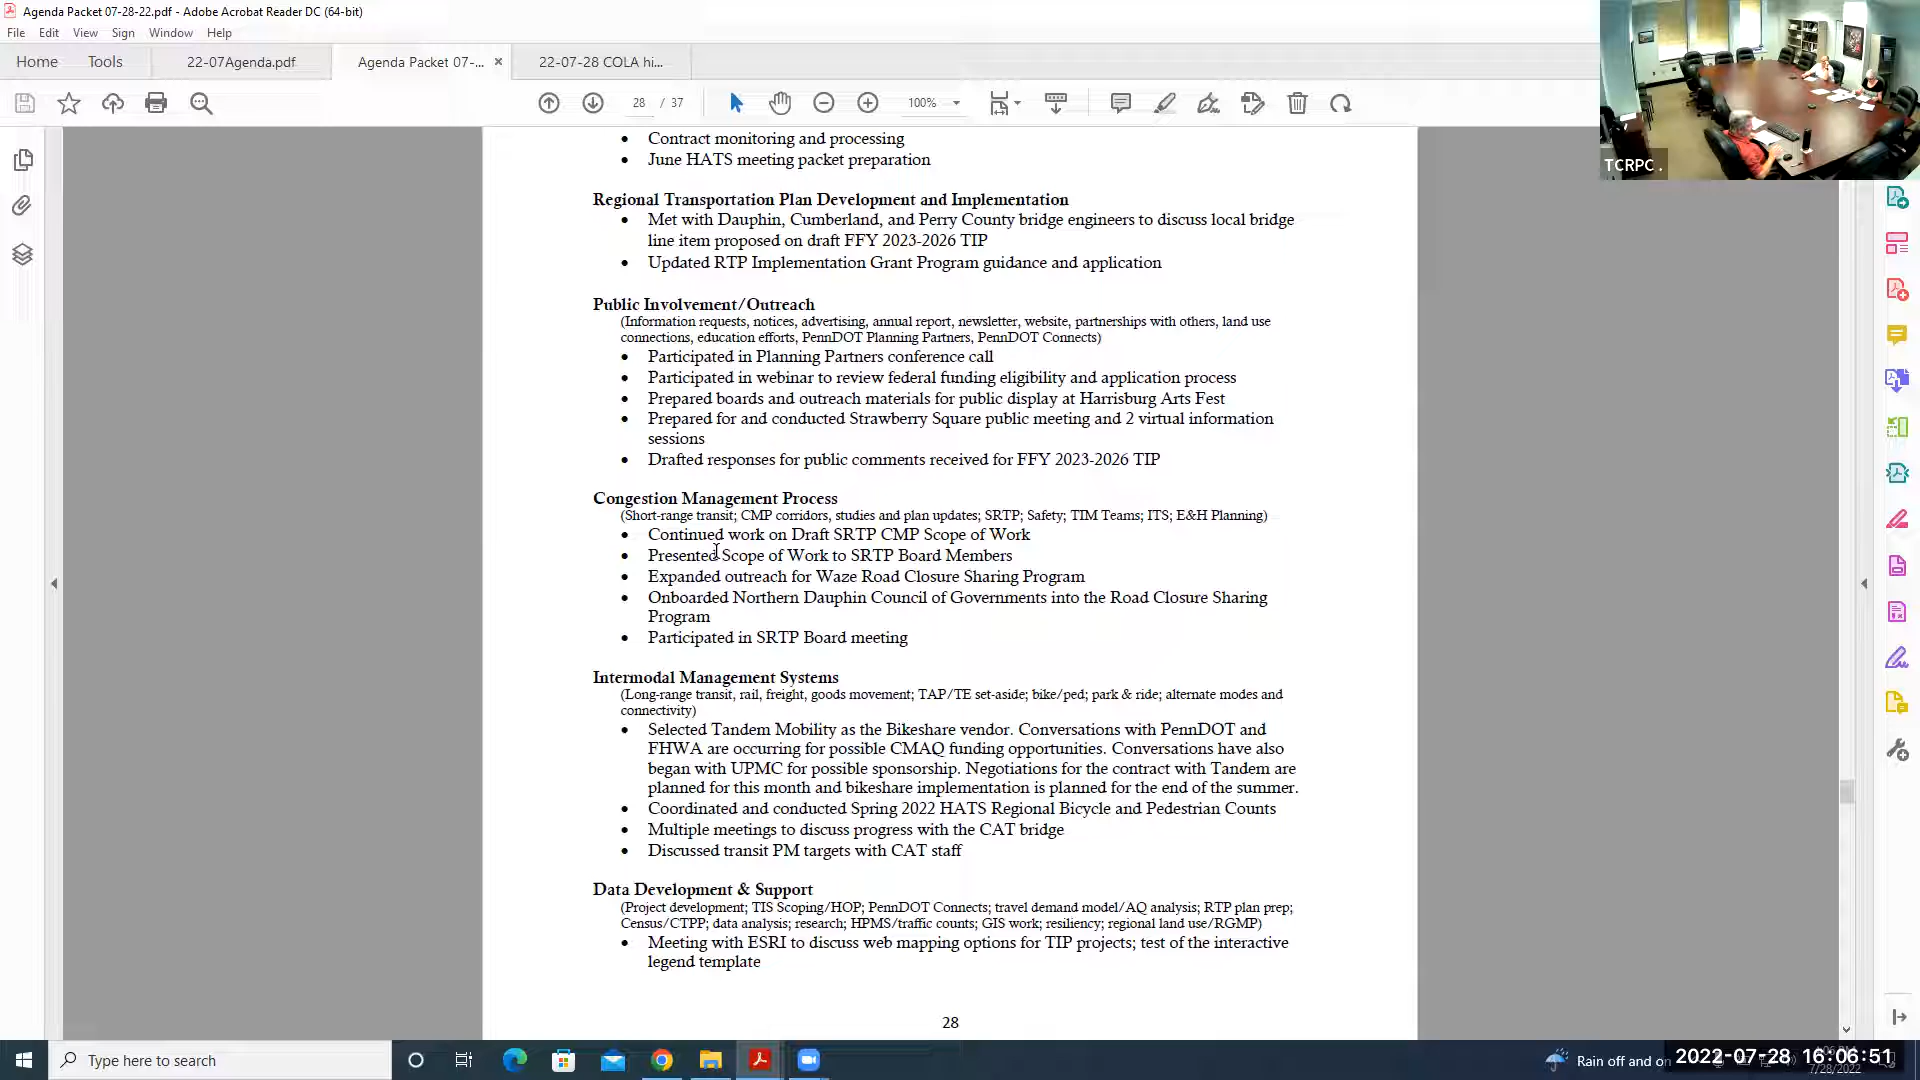 Agenda Packet 07-28-22.pdf - Adobe Acrobat Reader DC (64-bit)
File Edit View Sign Window Help
Home Tools 22-07Agenda.pdf Agenda Packet 07-... × 22-07-28 COLA hi...
28 / 37 100%
TCRPC .
• Contract monitoring and processing
• June HATS meeting packet preparation
Regional Transportation Plan Development and Implementation
• Met with Dauphin, Cumberland, and Perry County bridge engineers to discuss local bridge
line item proposed on draft FFY 2023-2026 TIP
• Updated RTP Implementation Grant Program guidance and application
Public Involvement/Outreach
(Information requests, notices, advertising, annual report, newsletter, website, partnerships with others, land use
connections, education efforts, PennDOT Planning Partners, PennDOT Connects)
• Participated in Planning Partners conference call
• Participated in webinar to review federal funding eligibility and application process
• Prepared boards and outreach materials for public display at Harrisburg Arts Fest
• Prepared for and conducted Strawberry Square public meeting and 2 virtual information
sessions
• Drafted responses for public comments received for FFY 2023-2026 TIP
Congestion Management Process
(Short-range transit; CMP corridors, studies and plan updates; SRTP; Safety; TIM Teams; ITS; E&H Planning)
• Continued work on Draft SRTP CMP Scope of Work
• Presented Scope of Work to SRTP Board Members
• Expanded outreach for Waze Road Closure Sharing Program
• Onboarded Northern Dauphin Council of Governments into the Road Closure Sharing
Program
• Participated in SRTP Board meeting
Intermodal Management Systems
(Long-range transit, rail, freight, goods movement; TAP/TE set-aside; bike/ped; park & ride; alternate modes and
connectivity)
• Selected Tandem Mobility as the Bikeshare vendor. Conversations with PennDOT and
FHWA are occurring for possible CMAQ funding opportunities. Conversations have also
began with UPMC for possible sponsorship. Negotiations for the contract with Tandem are
planned for this month and bikeshare implementation is planned for the end of the summer.
• Coordinated and conducted Spring 2022 HATS Regional Bicycle and Pedestrian Counts
• Multiple meetings to discuss progress with the CAT bridge
• Discussed transit PM targets with CAT staff
Data Development & Support
(Project development; TIS Scoping/HOP; PennDOT Connects; travel demand model/AQ analysis; RTP plan prep;
Census/CTPP; data analysis; research; HPMS/traffic counts; GIS work; resiliency; regional land use/RGMP)
• Meeting with ESRI to discuss web mapping options for TIP projects; test of the interactive
legend template
28
Type here to search Rain off and on 2022-07-28 16:06:51
7/28/2022